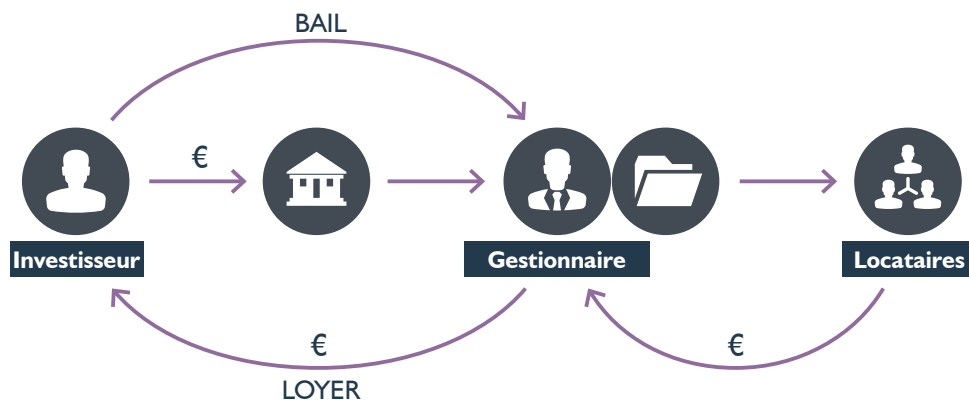 BAIL
€
Investisseur
Gestionnaire
Locataires
€
LOYER
€